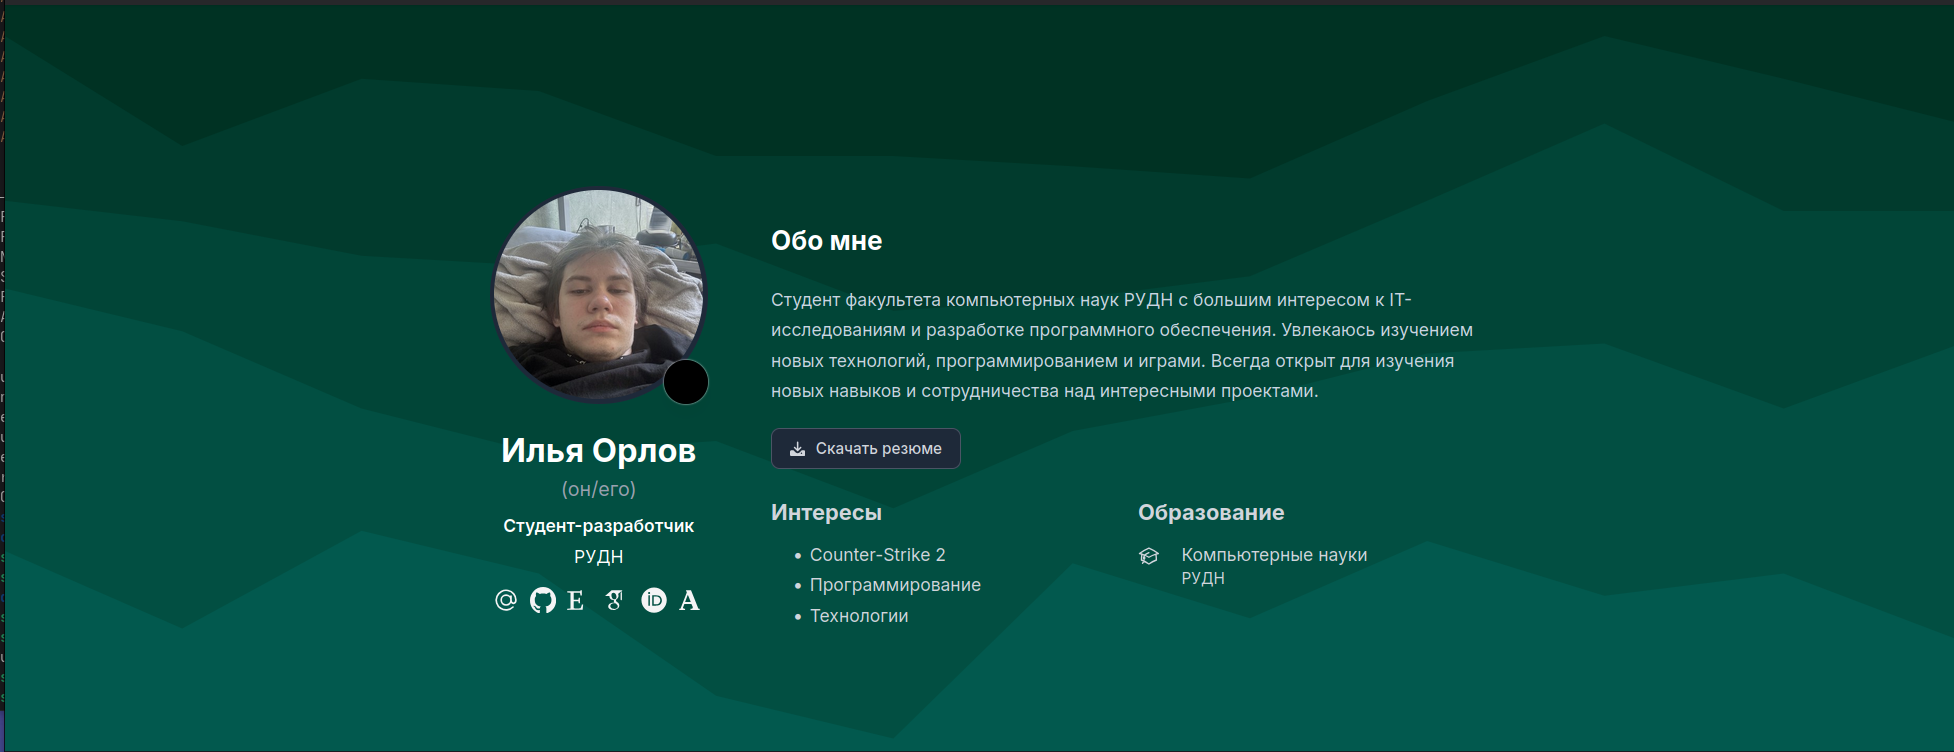 Обо мне
Студент факультета компьютерных наук РУДН с большим интересом к IT-
исследованиям и разработке программного обеспечения. Увлекаюсь изучением
новых технологий, программированием и играми. Всегда открыт для изучения
новых навыков и сотрудничества над интересными проектами.
Скачать резюме
Илья Орлов
(он/его)
Студент-разработчик
РУДН
Интересы
Counter-Strike 2
Программирование
Технологии
Образование
Компьютерные науки
РУДН